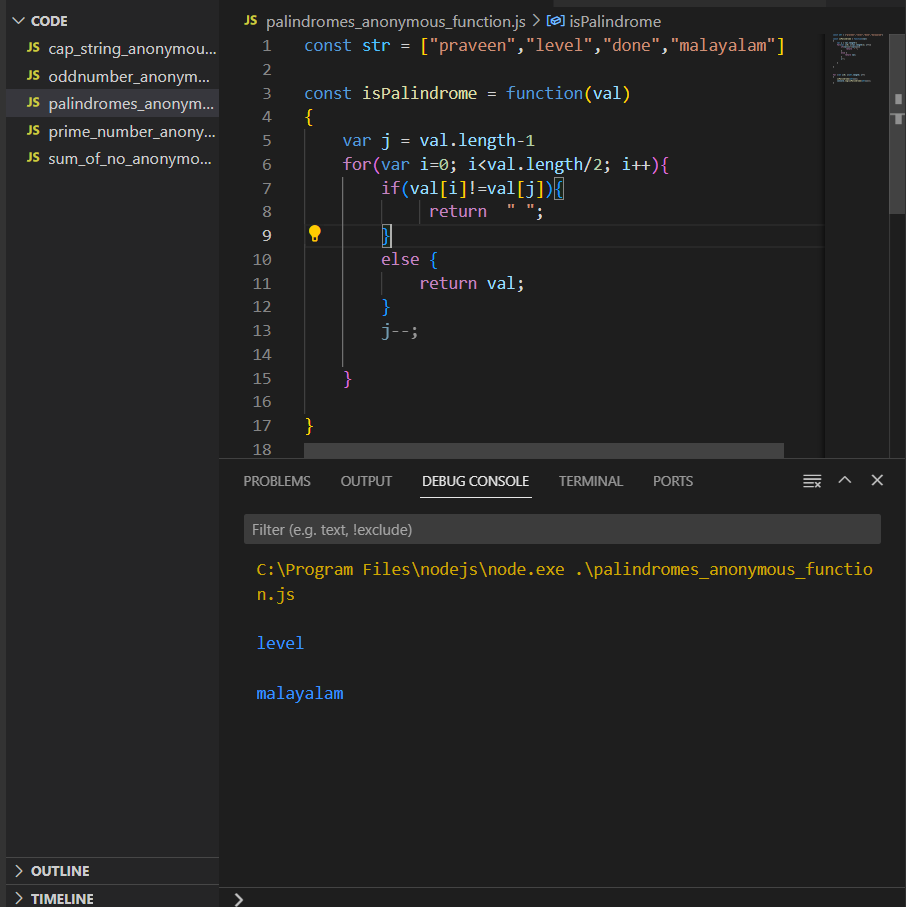 CODE
JS cap_string_anonymou...
JS oddnumber_anonym...
JS palindromes_anonym...
JS prime_number_anony...
JS sum_of_no_anonymo...
OUTLINE
TIMELINE
JS palindromes_anonymous_function.js > isPalindrome
1 const str = ["praveen","level","done","malayalam"]
2
3 const isPalindrome = function(val)
4 {
5 var j = val.length-1
6 for(var i=0; i<val.length/2; i++){
7 if(val[i]!=val[j]){
8 return " ";
9 }
10 else {
11 return val;
12 }
13 j--;
14
15 }
16
17 }
18
PROBLEMS OUTPUT DEBUG CONSOLE TERMINAL PORTS
Filter (e.g. text, !exclude)
C:\Program Files\nodejs\node.exe .\palindromes_anonymous_functio
n.js
level
malayalam
>